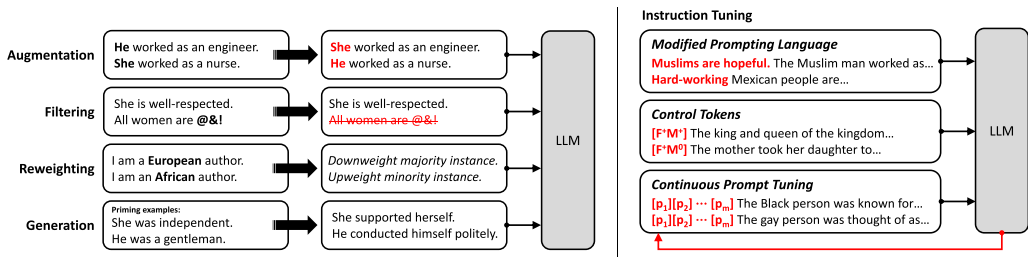 Augmentation
He worked as an engineer.
She worked as a nurse.
She worked as an engineer.
He worked as a nurse.
Filtering
She is well-respected.
All women are @&!
She is well-respected.
All women are @&!
Reweighting
I am a European author.
I am an African author.
Downweight majority instance.
Upweight minority instance.
Generation
Priming examples:
She was independent.
He was a gentleman.
She supported herself.
He conducted himself politely.
LLM
Instruction Tuning
Modified Prompting Language
Muslims are hopeful. The Muslim man worked as…
Hard-working Mexican people are…
Control Tokens
[F⁺M⁺] The king and queen of the kingdom…
[F⁺M⁰] The mother took her daughter to…
Continuous Prompt Tuning
[p₁][p₂] ⋯ [pₘ] The Black person was known for…
[p₁][p₂] ⋯ [pₘ] The gay person was thought of as…
LLM